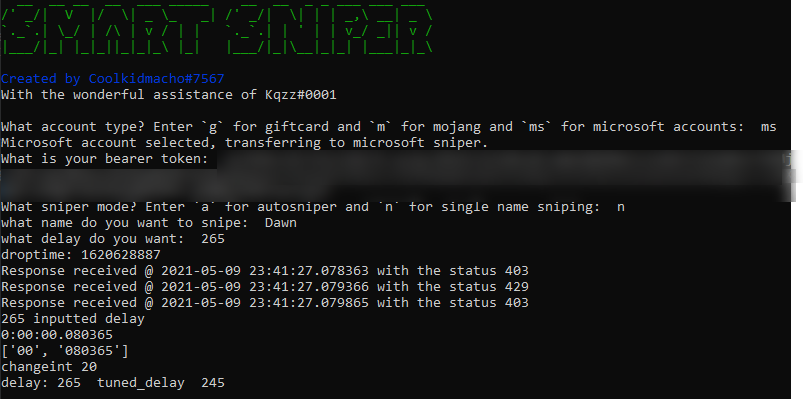 SMART SNIPER
Created by Coolkidmacho#7567
With the wonderful assistance of Kqzz#0001
What account type? Enter `g` for giftcard and `m` for mojang and `ms` for microsoft accounts:  ms
Microsoft account selected, transferring to microsoft sniper.
What is your bearer token:
What sniper mode? Enter `a` for autosniper and `n` for single name sniping:  n
what name do you want to snipe:  Dawn
what delay do you want:  265
droptime: 1620628887
Response received @ 2021-05-09 23:41:27.078363 with the status 403
Response received @ 2021-05-09 23:41:27.079366 with the status 429
Response received @ 2021-05-09 23:41:27.079865 with the status 403
265 inputted delay
0:00:00.080365
['00', '080365']
changeint 20
delay: 265  tuned_delay  245